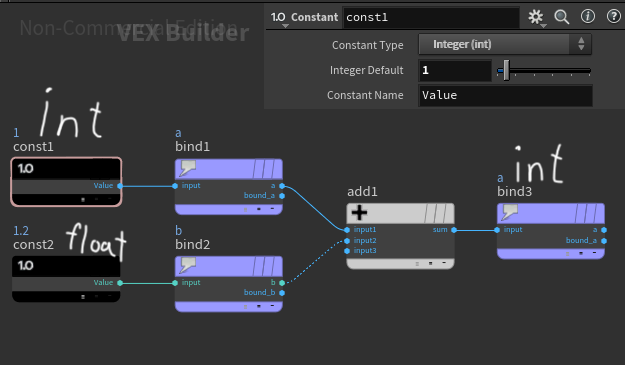 Non-Commercial Edition
VEX Builder
1.0 Constant const1
Constant Type Integer (int)
Integer Default 1
Constant Name Value
int
1
const1
1.0
Value
a
bind1
input a
bound_a
1.2
const2 float
1.0
Value
b
bind2
input b
bound_b
add1
input1 sum
input2
input3
int
a
bind3
input a
bound_a